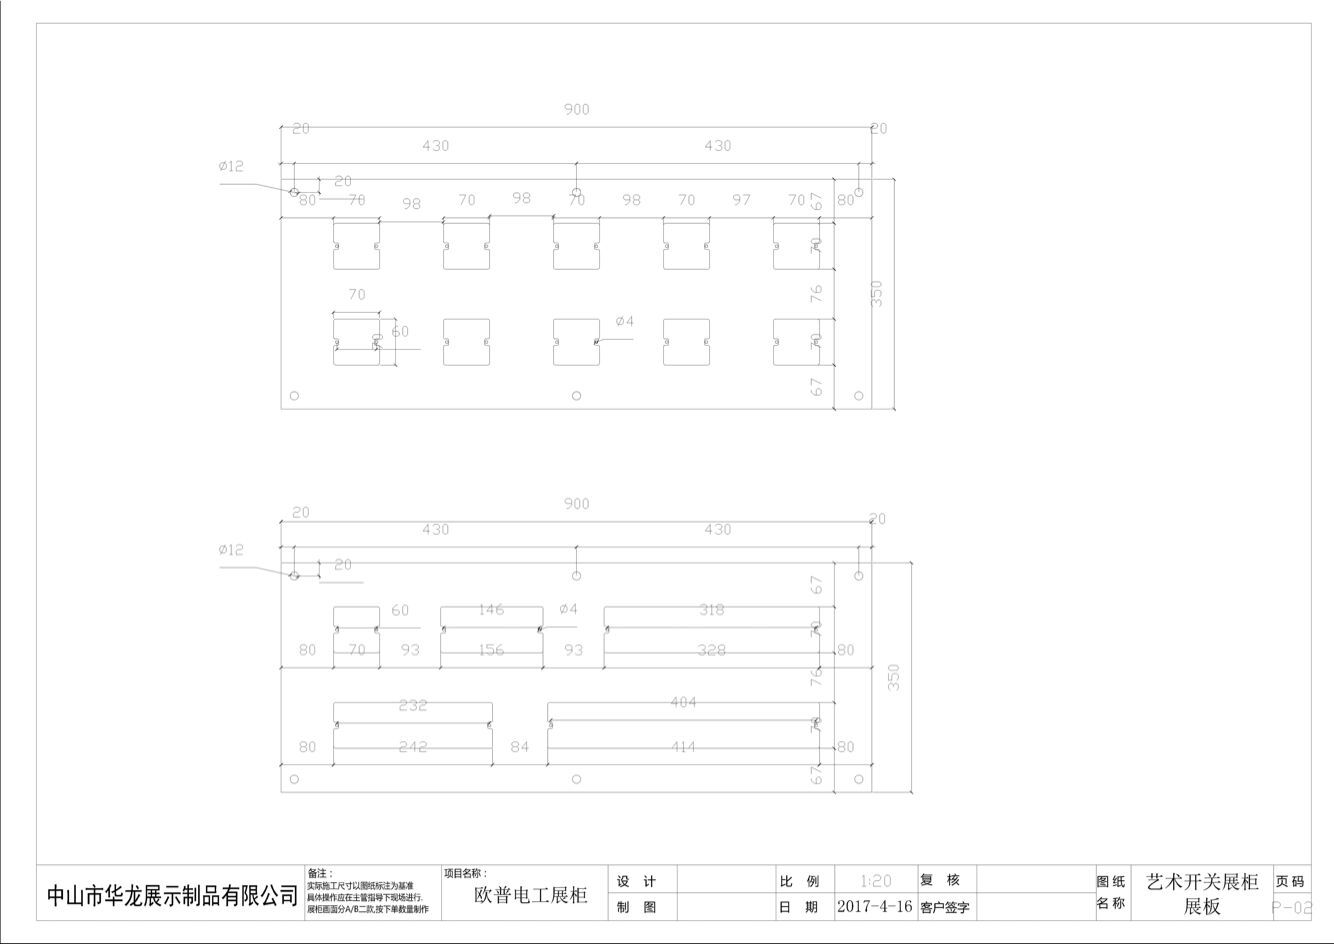 900
20
20
430
430
Ø12
20
80
70
98
70
98
70
98
70
97
70
67
80
70
76
350
70
60
70
Ø4
70
67
900
20
20
430
430
Ø12
20
67
60
146
Ø4
318
70
80
70
93
156
93
328
80
76
350
232
404
70
80
242
84
414
80
67
中山市华龙展示制品有限公司
备注：
实际施工尺寸以图纸标注为基准
具体操作应在主管指导下现场进行.
展柜画面分A/B二款,按下单数量制作
项目名称：
欧普电工展柜
设 计
制 图
比 例
1:20
日 期
2017-4-16
复 核
客户签字
图纸
名称
艺术开关展柜
展板
页码
P-02